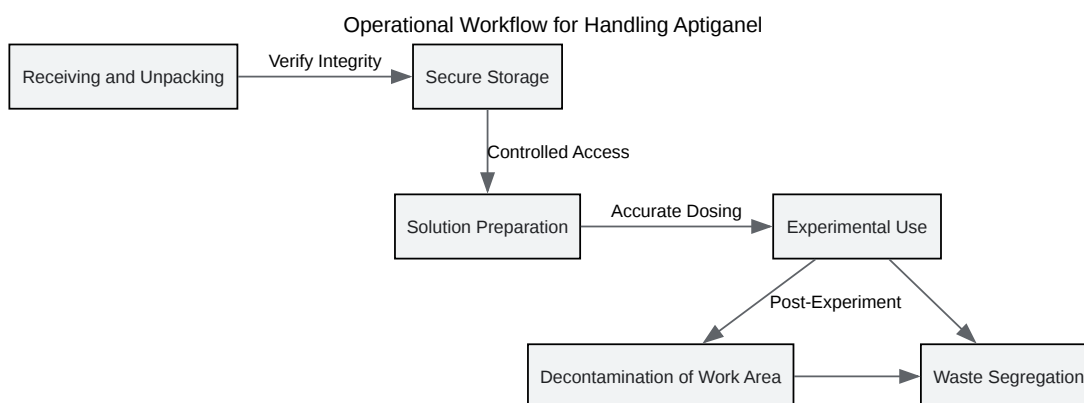 Operational Workflow for Handling Aptiganel
Receiving and Unpacking
Verify Integrity
Secure Storage
Controlled Access
Solution Preparation
Accurate Dosing
Experimental Use
Post-Experiment
Decontamination of Work Area
Waste Segregation